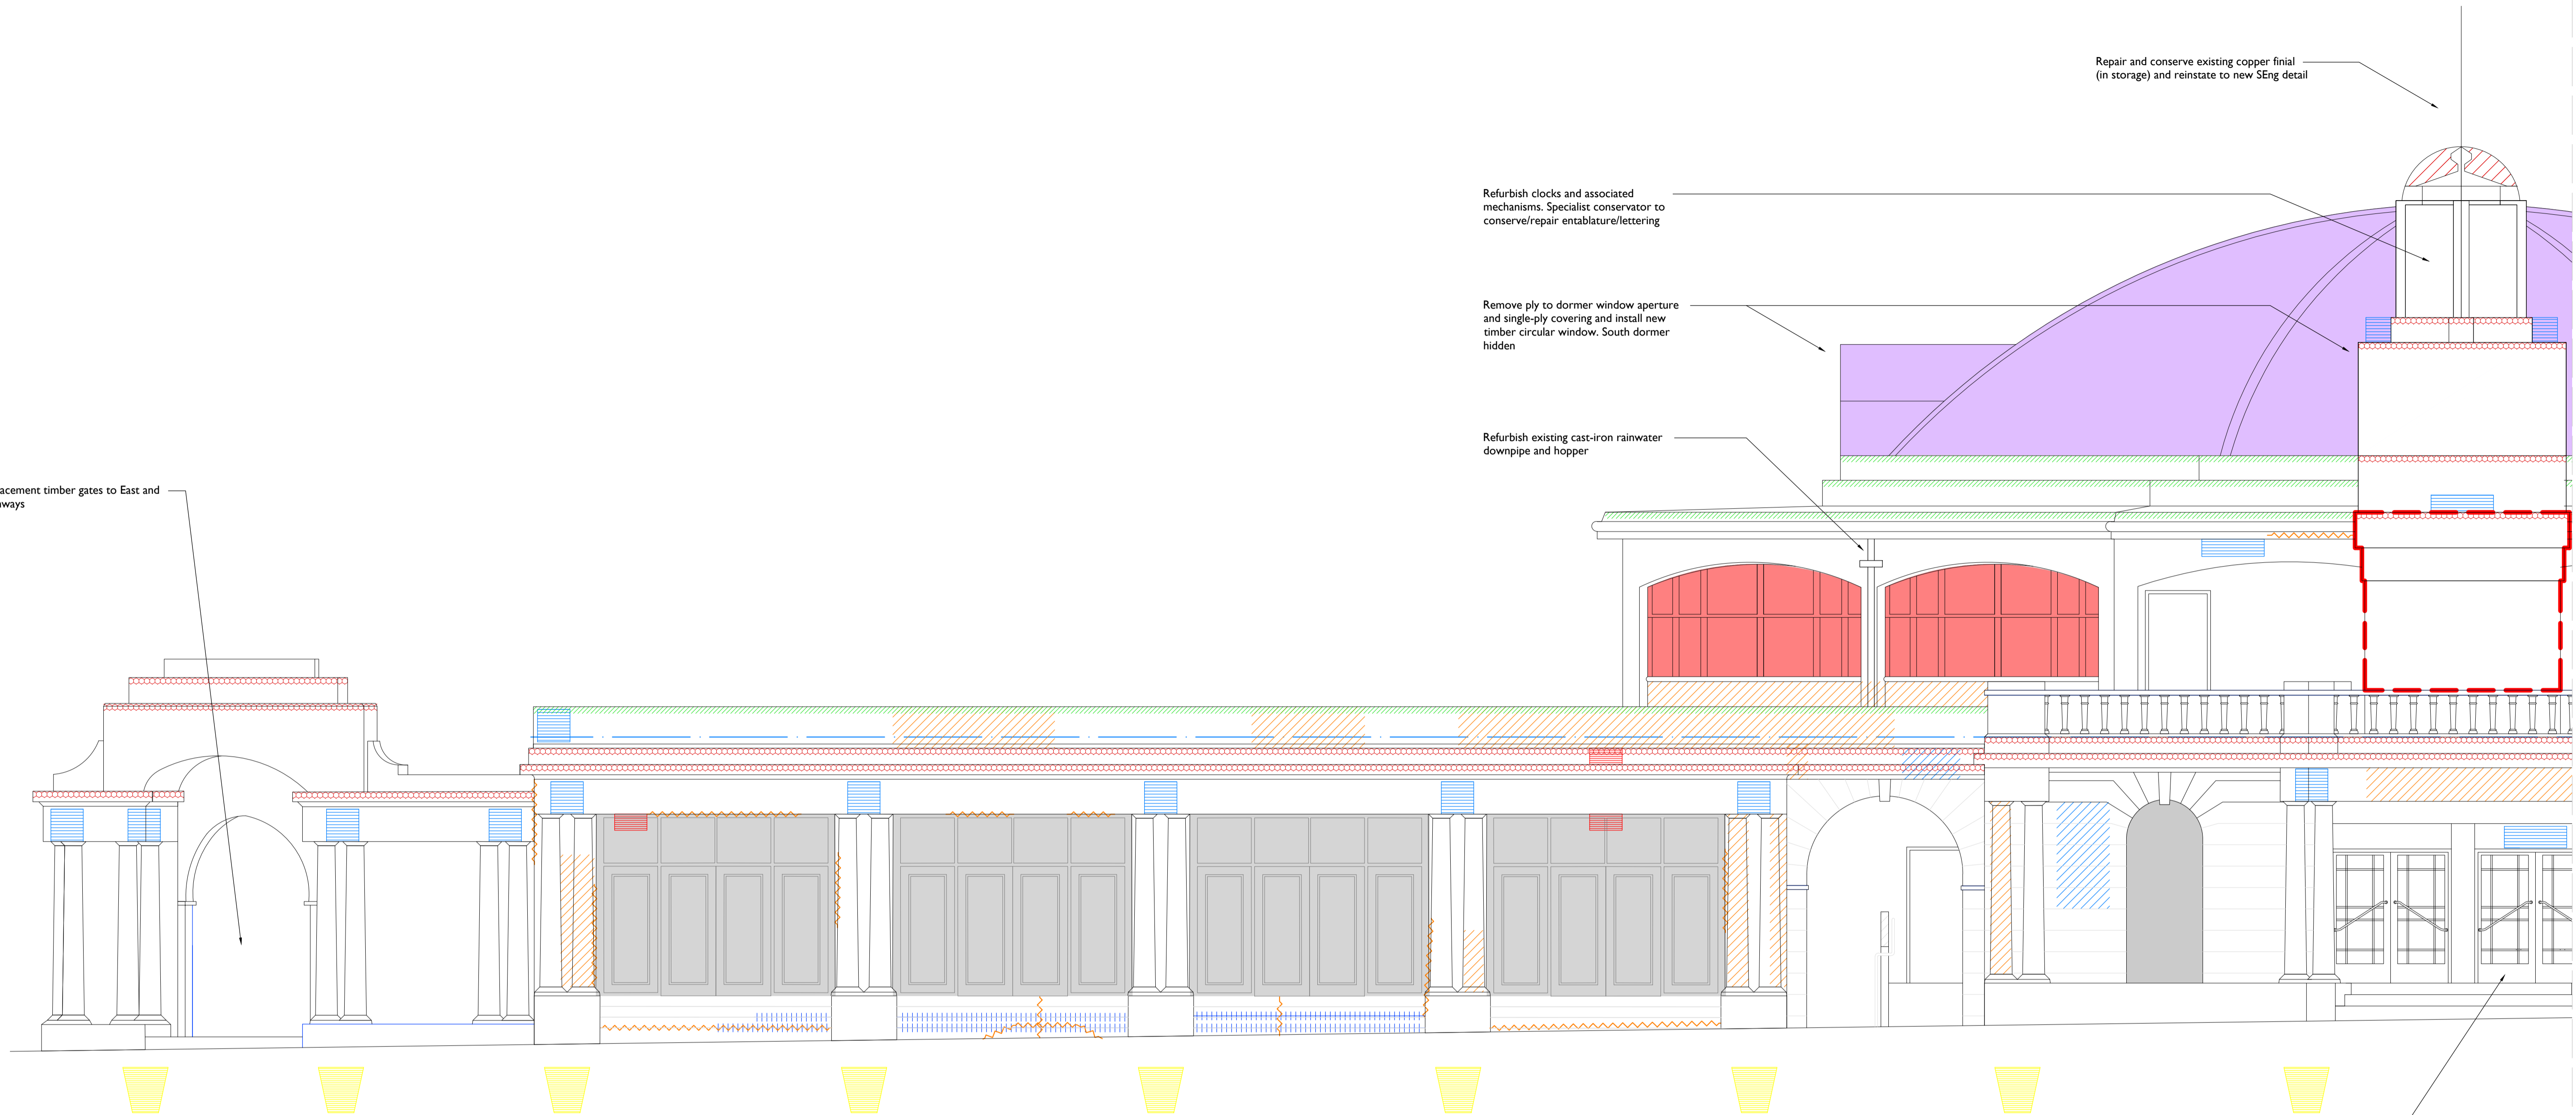 Repair and conserve existing copper finial
(in storage) and reinstate to new SEng detail
Refurbish clocks and associated
mechanisms. Specialist conservator to
conserve/repair entablature/lettering
Remove ply to dormer window aperture
and single-ply covering and install new
timber circular window. South dormer
hidden
Refurbish existing cast-iron rainwater
downpipe and hopper
acement timber gates to East and
ways